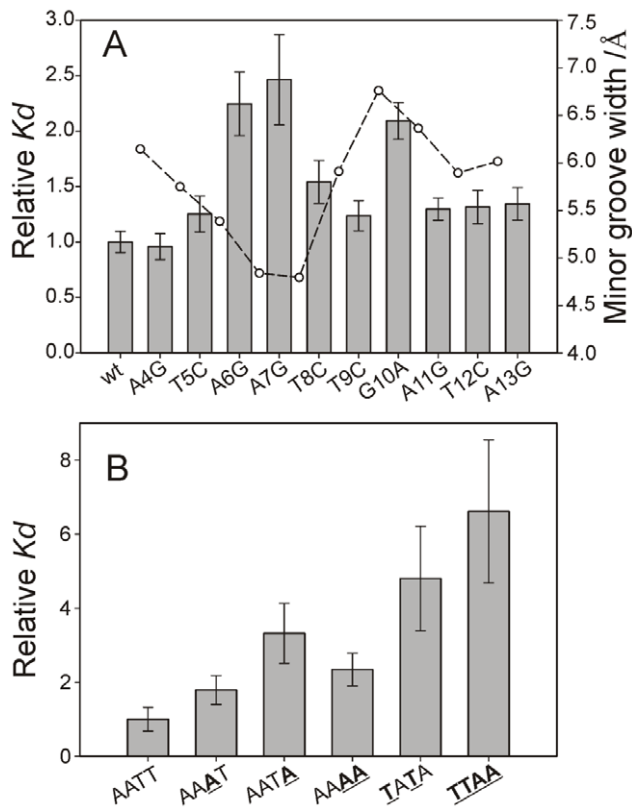 A
Relative Kd
3.0
2.5
2.0
1.5
1.0
0.5
0.0
7.5
7.0
6.5
6.0
5.5
5.0
4.5
4.0
Minor groove width /Å
wt A4G T5C A6G A7G T8C T9C G10A A11G T12C A13G
B
Relative Kd
8
6
4
2
0
AATT AAAT AATA AAAA TATA TTAA